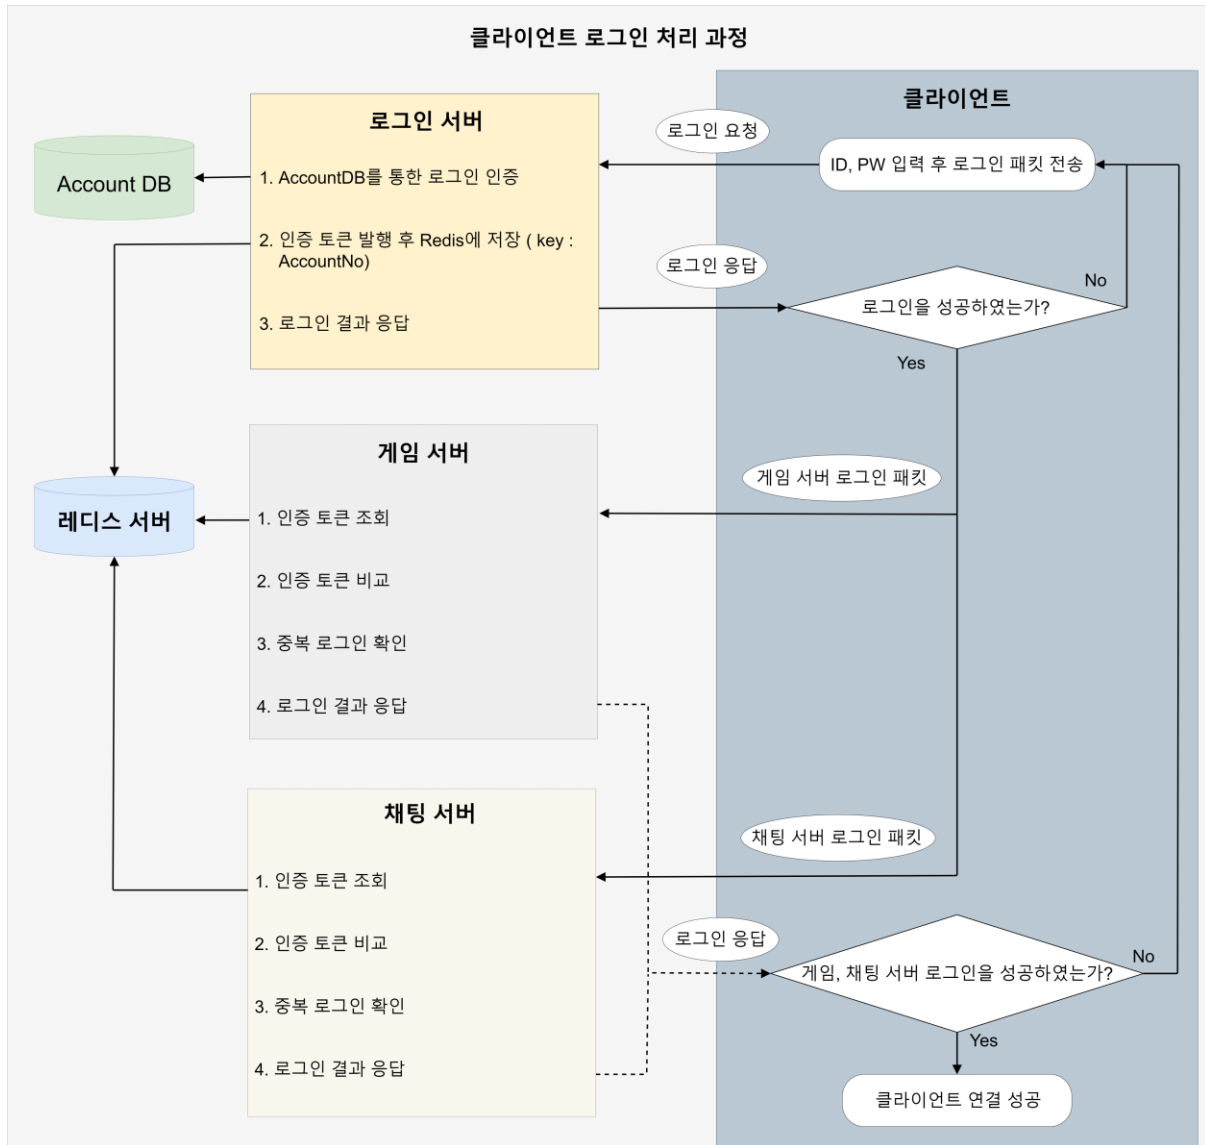 클라이언트 로그인 처리 과정
클라이언트
로그인 서버
로그인 요청
ID, PW 입력 후 로그인 패킷 전송
Account DB
1. AccountDB를 통한 로그인 인증
2. 인증 토큰 발행 후 Redis에 저장 ( key :
AccountNo)
로그인 응답
No
로그인을 성공하였는가?
3. 로그인 결과 응답
Yes
게임 서버
게임 서버 로그인 패킷
레디스 서버
1. 인증 토큰 조회
2. 인증 토큰 비교
3. 중복 로그인 확인
4. 로그인 결과 응답
채팅 서버
채팅 서버 로그인 패킷
1. 인증 토큰 조회
2. 인증 토큰 비교
로그인 응답
No
게임, 채팅 서버 로그인을 성공하였는가?
3. 중복 로그인 확인
Yes
4. 로그인 결과 응답
클라이언트 연결 성공